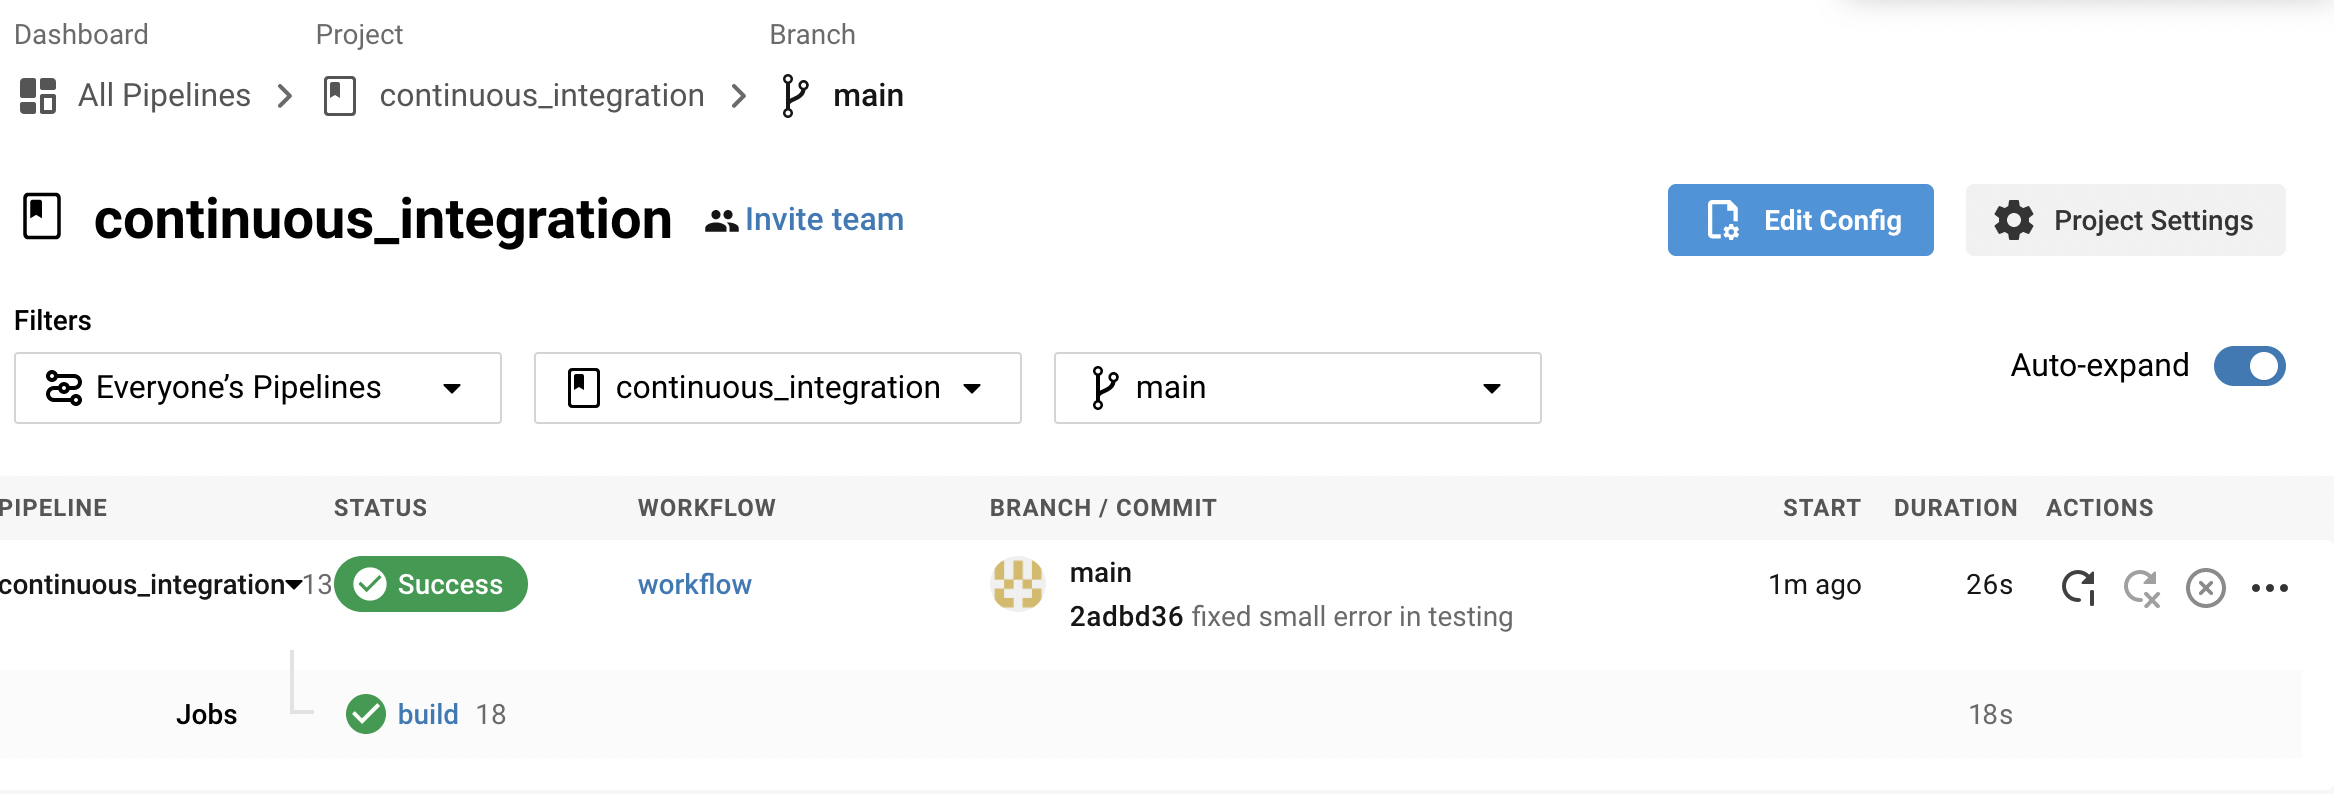 Dashboard Project Branch
All Pipelines continuous_integration main
continuous_integration Invite team Edit Config Project Settings
Filters
Everyone’s Pipelines continuous_integration main Auto-expand
PIPELINE STATUS WORKFLOW BRANCH / COMMIT START DURATION ACTIONS
continuous_integration 13 Success workflow main 1m ago 26s
2adbd36 fixed small error in testing
Jobs build 18 18s